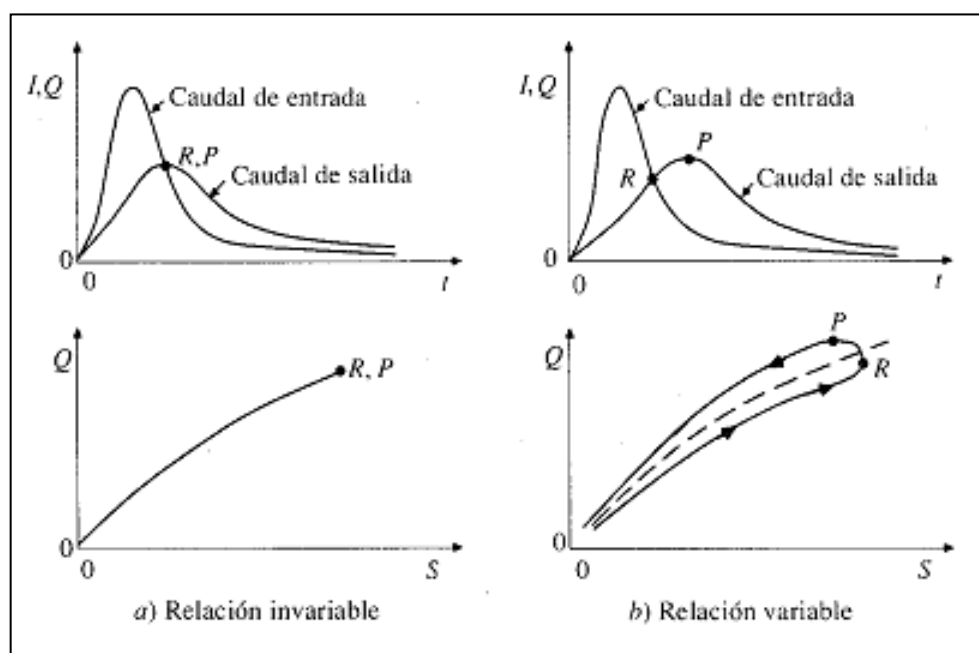 I,Q
Caudal de entrada
R,P
Caudal de salida
0
0
t
I,Q
Caudal de entrada
P
R
Caudal de salida
0
0
t
Q
R, P
0
0
S
a) Relación invariable
P
Q
R
0
0
S
b) Relación variable